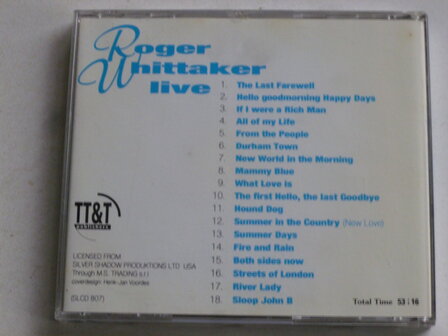 Roger
Whittaker
live
1. The Last Farewell
2. Hello goodmorning Happy Days
3. If I were a Rich Man
4. All of my Life
5. From the People
6. Durham Town
7. New World in the Morning
8. Mammy Blue
9. What Love Is
10. The first Hello, the last Goodbye
11. Hound Dog
12. Summer in the Country (New Love)
13. Summer Days
14. Fire and Rain
15. Both sides now
16. Streets of London
17. River Lady
18. Sloop John B
Total Time 53:16
TT&T
publishers
LICENSED FROM
SILVER SHADOW PRODUKTIONS LTD USA
Through M.S. TRADING s.r.l
coverdesign: Henk-Jan Voordes
(SLCD 807)